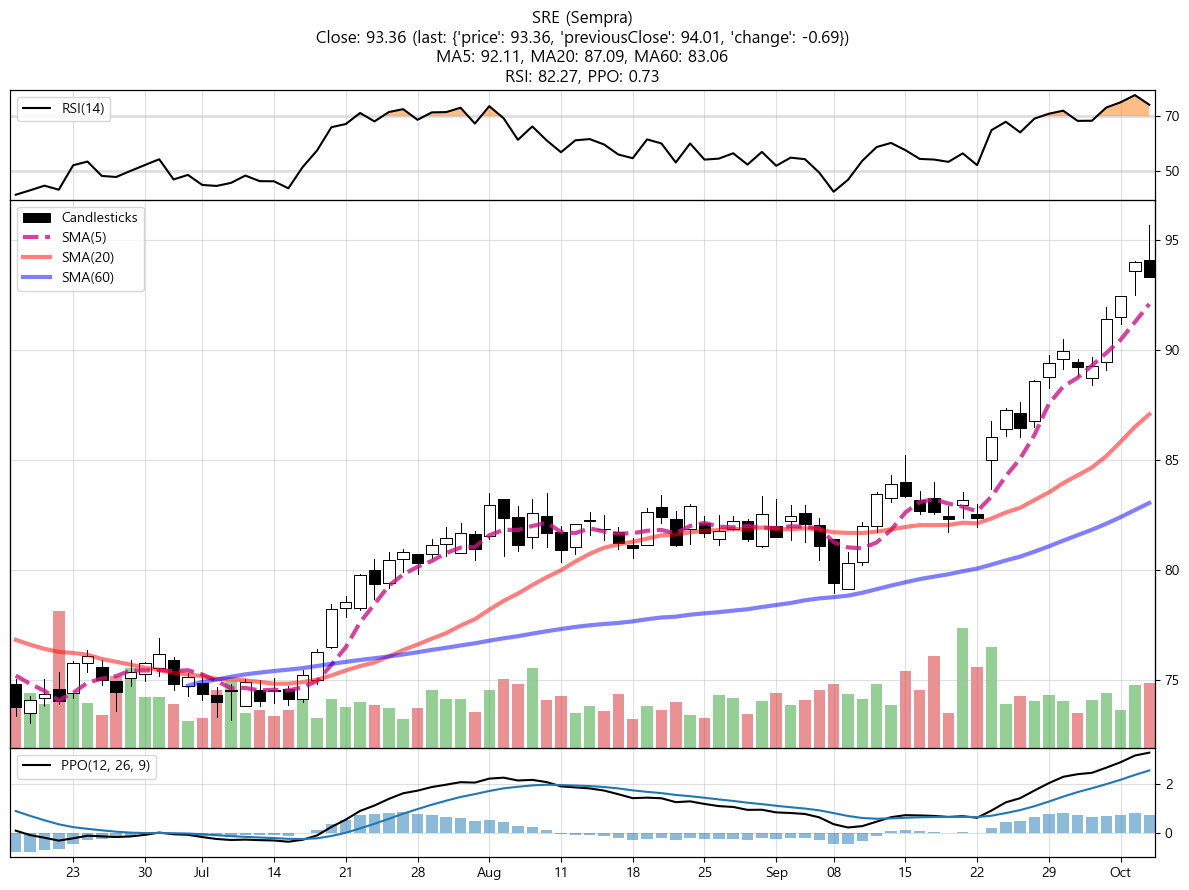 SRE (Sempra)
Close: 93.36 (last: {'price': 93.36, 'previousClose': 94.01, 'change': -0.69})
MA5: 92.11, MA20: 87.09, MA60: 83.06
RSI: 82.27, PPO: 0.73
RSI(14)
70
50
Candlesticks
SMA(5)
SMA(20)
SMA(60)
95
90
85
80
75
PPO(12, 26, 9)
2
0
23 30 Jul 14 21 28 Aug 11 18 25 Sep 08 15 22 29 Oct